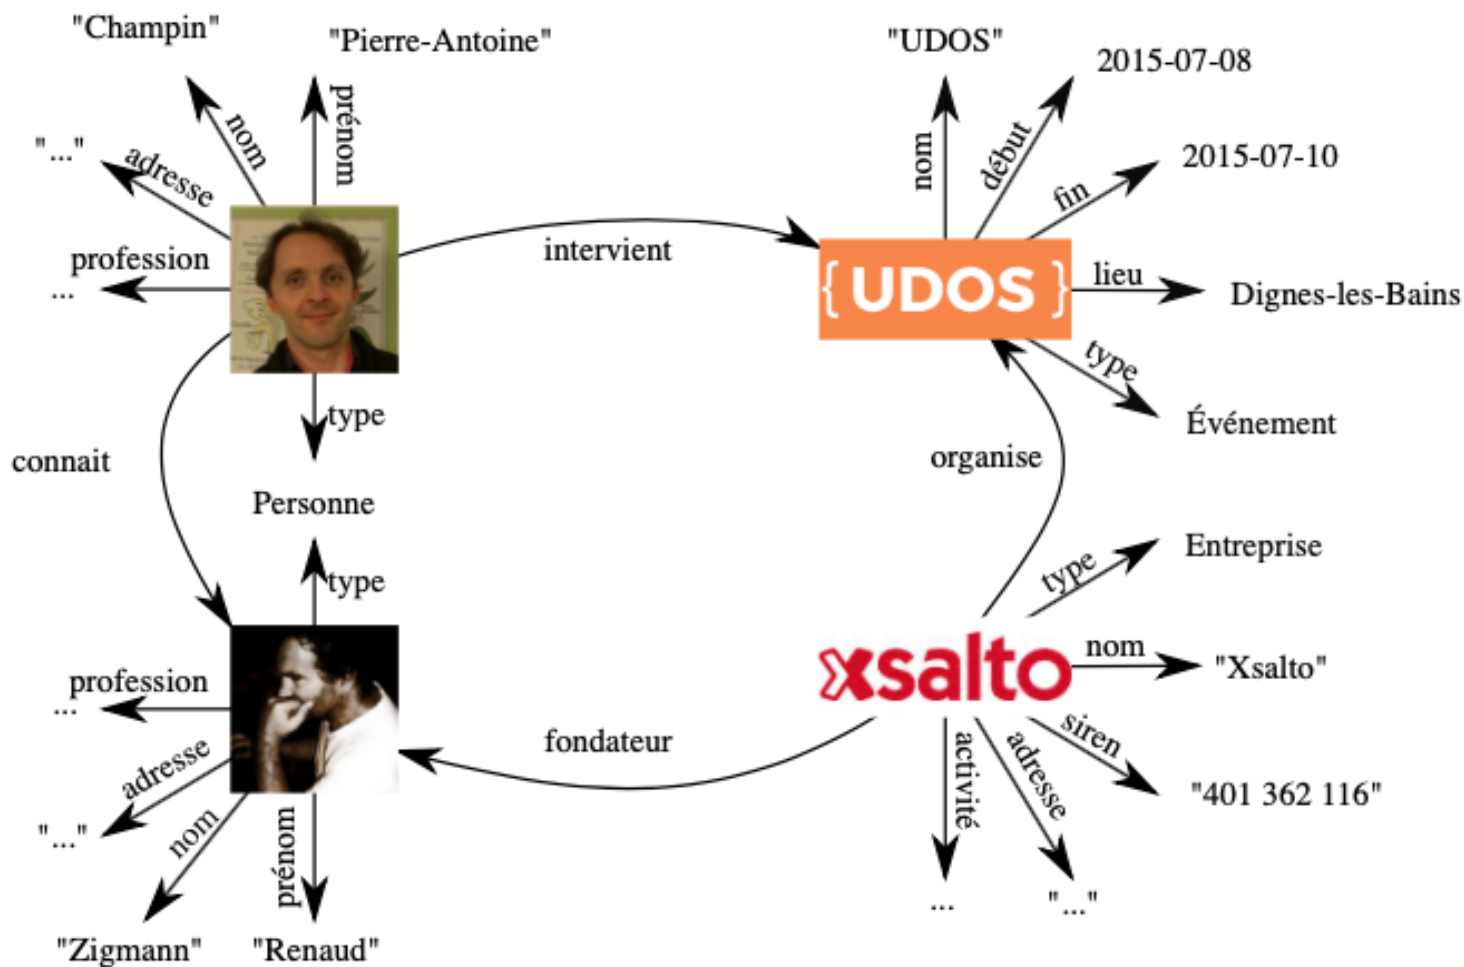 "Champin"
"Pierre-Antoine"
"UDOS"
2015-07-08
nom
prénom
nom
début
2015-07-10
"..."
adresse
fin
profession
...
intervient
{ UDOS }
lieu
Dignes-les-Bains
type
type
Événement
connait
organise
Personne
Entreprise
type
type
xsalto
nom
"Xsalto"
profession
...
siren
fondateur
activité
adresse
adresse
"401 362 116"
"..."
nom
prénom
...
"..."
"Zigmann"
"Renaud"